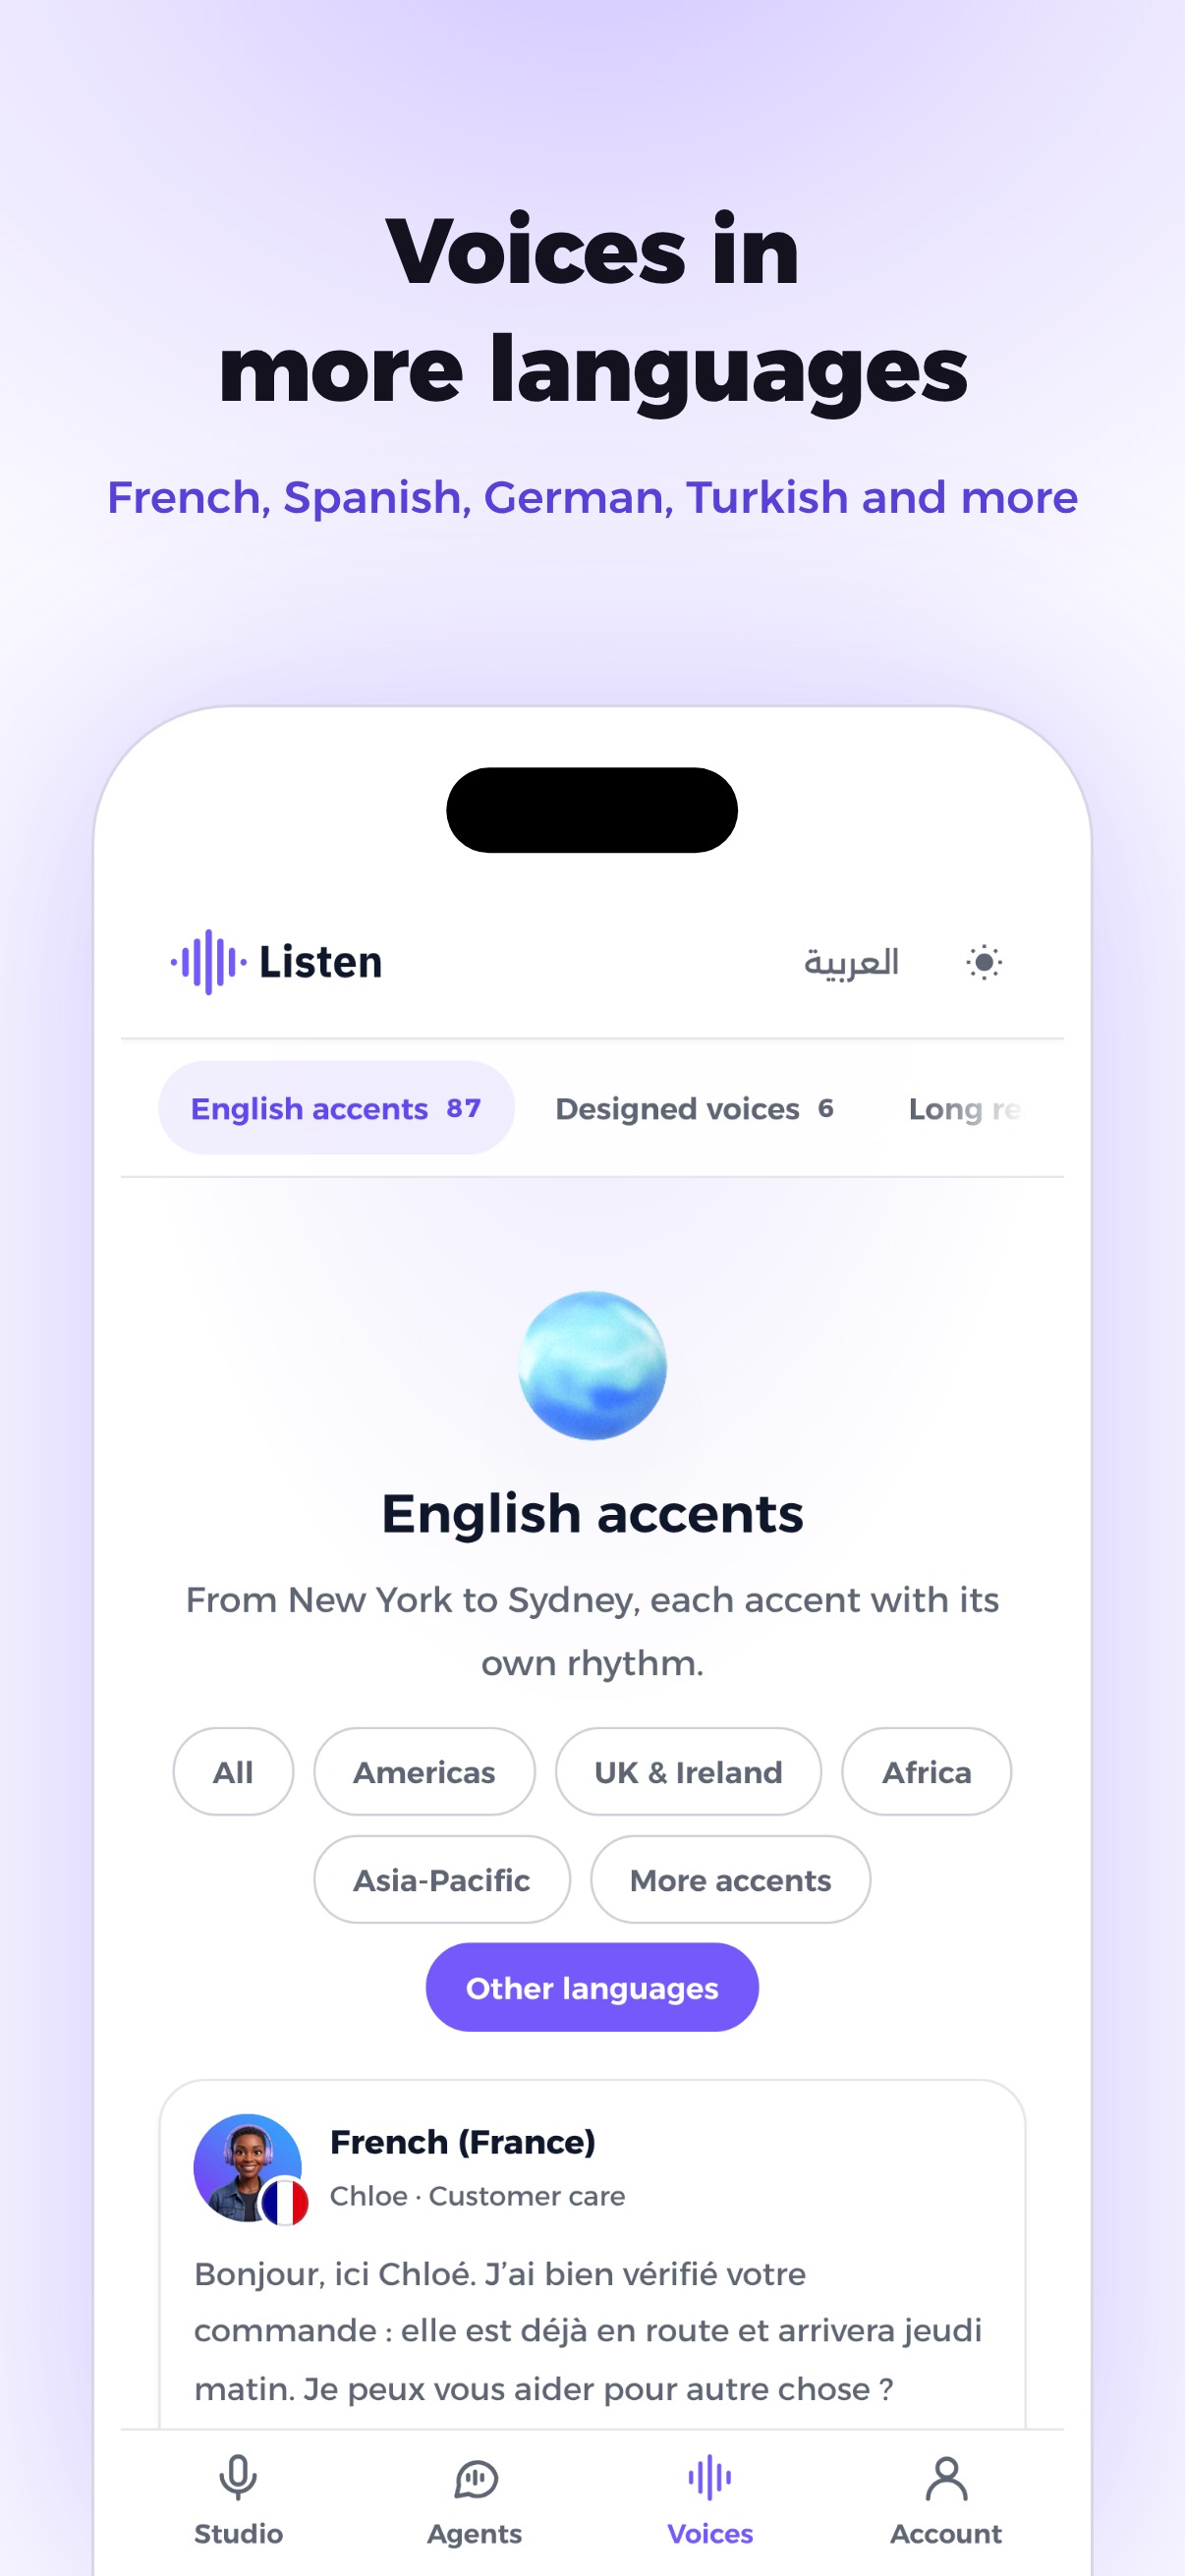 Voices in
more languages
French, Spanish, German, Turkish and more
Listen
العربية
English accents 87
Designed voices 6
Long
English accents
From New York to Sydney, each accent with its
own rhythm.
All
Americas
UK & Ireland
Africa
Asia-Pacific
More accents
Other languages
French (France)
Chloe · Customer care
Bonjour, ici Chloé. J’ai bien vérifié votre
commande : elle est déjà en route et arrivera jeudi
matin. Je peux vous aider pour autre chose ?
Studio
Agents
Voices
Account